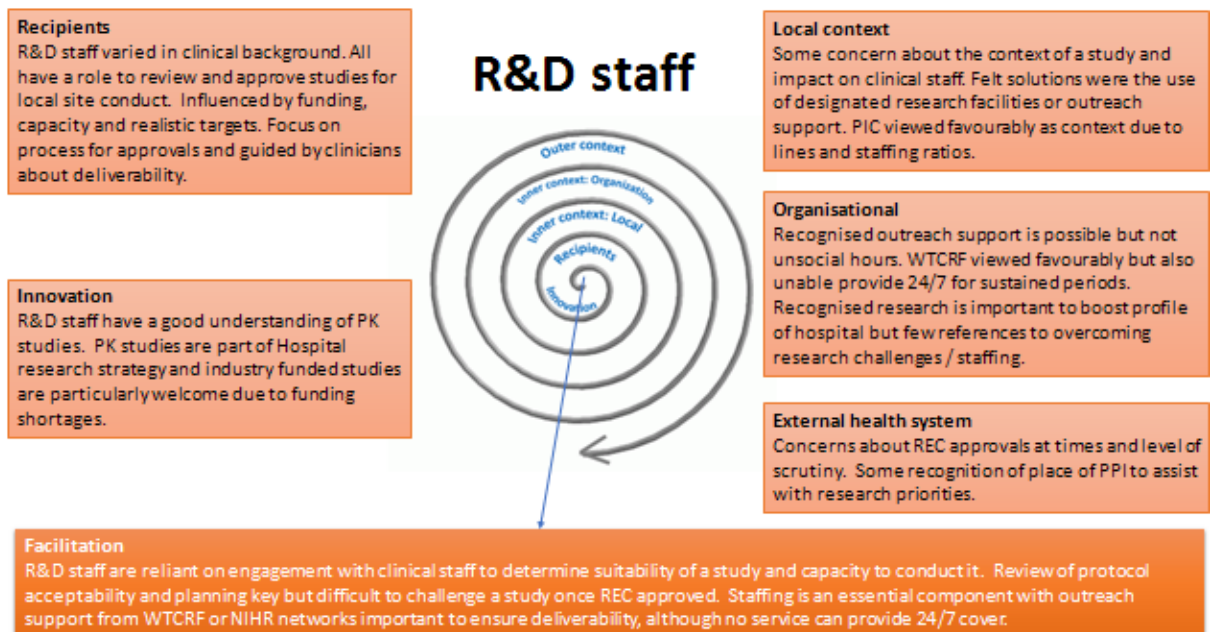 Recipients
R&D staff varied in clinical background. All
have a role to review and approve studies for
local site conduct. Influenced by funding,
capacity and realistic targets. Focus on
process for approvals and guided by clinicians
about deliverability.
Innovation
R&D staff have a good understanding of PK
studies. PK studies are part of Hospital
research strategy and industry funded studies
are particularly welcome due to funding
shortages.
R&D staff
Outer context
Inner context: Organization
Inner context: Local
Recipients
Innovation
Local context
Some concern about the context of a study and
impact on clinical staff. Felt solutions were the use
of designated research facilities or outreach
support. PIC viewed favourably as context due to
lines and staffing ratios.
Organisational
Recognised outreach support is possible but not
unsocial hours. WTCRF viewed favourably but also
unable provide 24/7 for sustained periods.
Recognised research is important to boost profile
of hospital but few references to overcoming
research challenges / staffing.
External health system
Concerns about REC approvals at times and level of
scrutiny. Some recognition of place of PPI to assist
with research priorities.
Facilitation
R&D staff are reliant on engagement with clinical staff to determine suitability of a study and capacity to conduct it. Review of protocol
acceptability and planning key but difficult to challenge a study once REC approved. Staffing is an essential component with outreach
support from WTCRF or NIHR networks important to ensure deliverability, although no service can provide 24/7 cover.